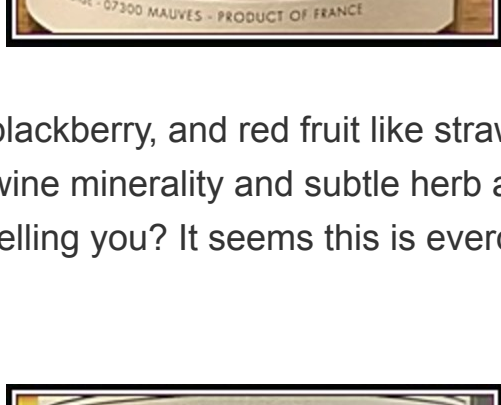 - 07300 MAUVES - PRODUCT OF FRANCE
blackberry, and red fruit like
wine minerality and subtle herb
you? It seems this is